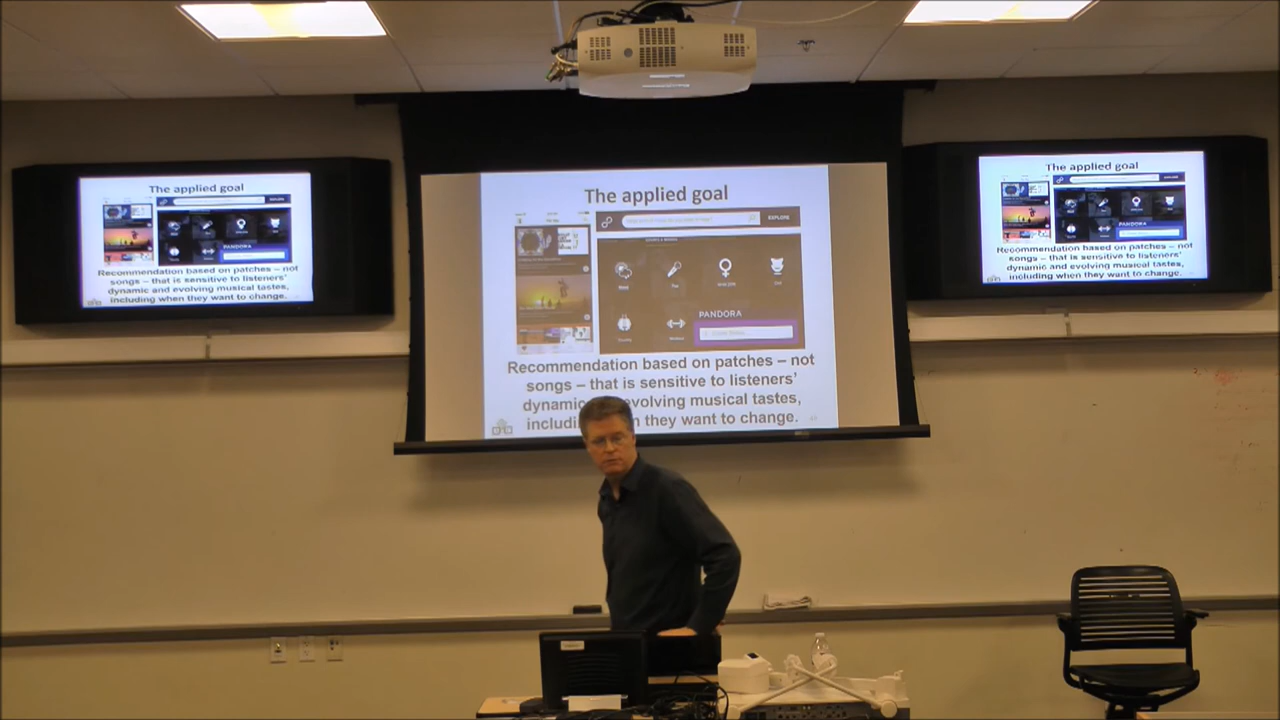 The applied goal
EXPLORE
PANDORA
Recommendation based on patches – not
songs – that is sensitive to listeners'
dynamic and evolving musical tastes,
including when they want to change.
The applied goal
EXPLORE
PANDORA
Recommendation based on patches – not
songs – that is sensitive to listeners'
dynamic evolving musical tastes,
they want to change.
The applied goal
EXPLORE
PANDORA
Recommendation based on patches – not
songs – that is sensitive to listeners'
dynamic and evolving musical tastes,
including when they want to change.